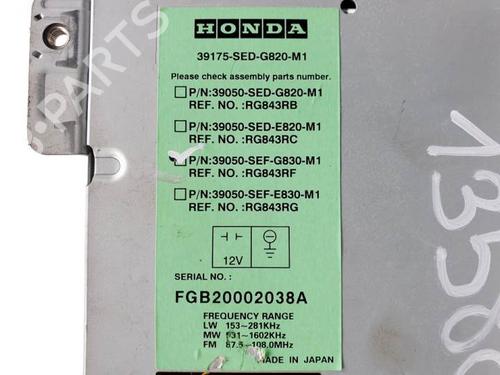 HONDA
39175-SED-G820-M1
Please check assembly parts number.
P/N:39050-SED-G820-M1
REF. NO. :RG843RB
P/N:39050-SED-E820-M1
REF. NO. :RG843RC
P/N:39050-SEF-G830-M1
REF. NO. :RG843RF
P/N:39050-SEF-E830-M1
REF. NO. :RG843RG
12V
SERIAL NO. :
FGB20002038A
FREQUENCY RANGE
LW 153~281KHz
MW 531~1602KHz
FM 87.5~108.0MHz
MADE IN JAPAN